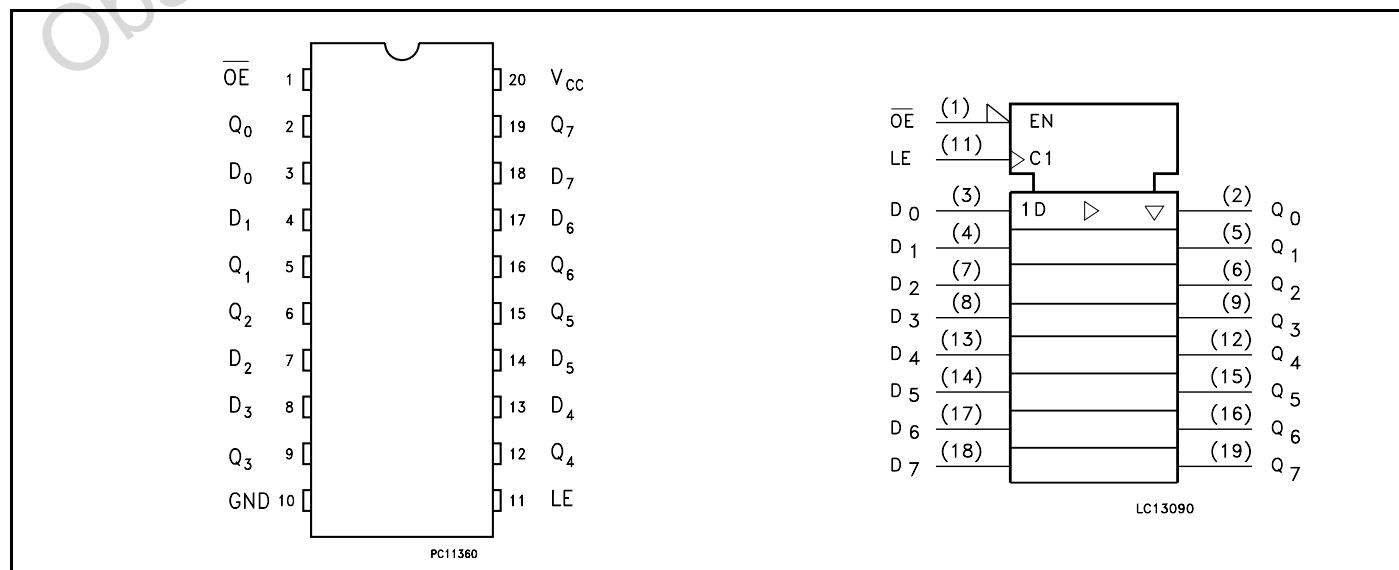 Obs
OE 1 20 VCC
Q0 2 19 Q7
D0 3 18 D7
D1 4 17 D6
Q1 5 16 Q6
Q2 6 15 Q5
D2 7 14 D5
D3 8 13 D4
Q3 9 12 Q4
GND 10 11 LE
PC11360
OE (1) EN
LE (11) C1
D0 (3) 1D (2) Q0
D1 (4) (5) Q1
D2 (7) (6) Q2
D3 (8) (9) Q3
D4 (13) (12) Q4
D5 (14) (15) Q5
D6 (17) (16) Q6
D7 (18) (19) Q7
LC13090